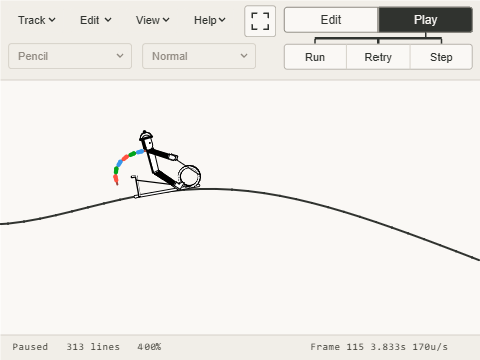 Track Edit View Help Edit Play
Pencil Normal Run Retry Step
Paused 313 lines 400% Frame 115 3.833s 170u/s